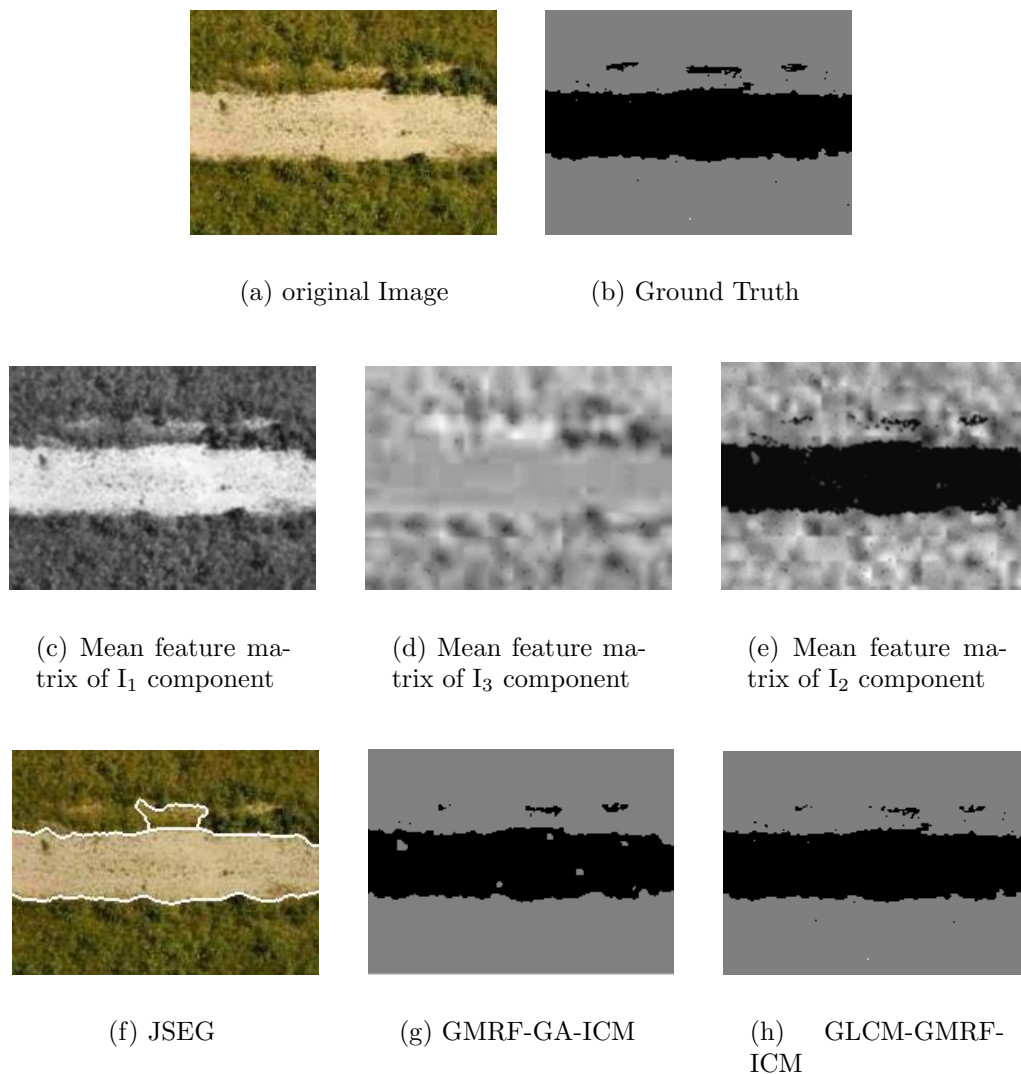 (a) original Image
(b) Ground Truth
(c) Mean feature ma-
trix of I₁ component
(d) Mean feature ma-
trix of I₃ component
(e) Mean feature ma-
trix of I₂ component
(f) JSEG
(g) GMRF-GA-ICM
(h) GLCM-GMRF-
ICM